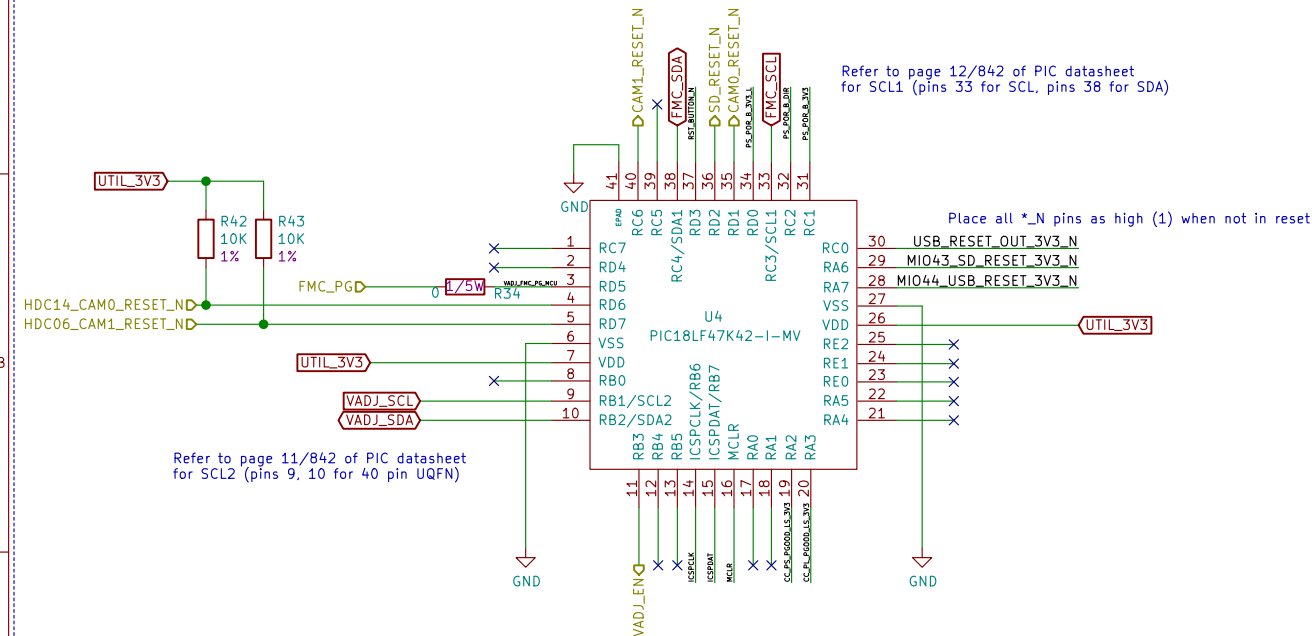 CAM1_RESET_N
FMC_SDA
RST_BUTTON_N
SD_RESET_N
CAM0_RESET_N
PS_POR_B_3V3_L
FMC_SCL
PS_POR_B_DIR
PS_POR_B_3V3
Refer to page 12/842 of PIC datasheet
for SCL1 (pins 33 for SCL, pins 38 for SDA)
UTIL_3V3
R42
10K
1%
R43
10K
1%
GND
41
40
39
38
37
36
35
34
33
32
31
EPAD
RC6
RC5
RC4/SDA1
RD3
RD2
RD1
RD0
RC3/SCL1
RC2
RC1
Place all *_N pins as high (1) when not in reset
1 RC7
2 RD4
FMC_PG
0
1/5W
R34
VADJ_FMC_PG_MCU
3 RD5
HDC14_CAM0_RESET_N
4 RD6
HDC06_CAM1_RESET_N
5 RD7
6 VSS
UTIL_3V3
7 VDD
8 RB0
VADJ_SCL
9 RB1/SCL2
VADJ_SDA
10 RB2/SDA2
U4
PIC18LF47K42-I-MV
RC0 30 USB_RESET_OUT_3V3_N
RA6 29 MIO43_SD_RESET_3V3_N
RA7 28 MIO44_USB_RESET_3V3_N
VSS 27
VDD 26 UTIL_3V3
RE2 25
RE1 24
RE0 23
RA5 22
RA4 21
Refer to page 11/842 of PIC datasheet
for SCL2 (pins 9, 10 for 40 pin UQFN)
RB3
RB4
RB5
ICSPCLK/RB6
ICSPDAT/RB7
MCLR
RA0
RA1
RA2
RA3
11
12
13
14
15
16
17
18
19
20
VADJ_EN
ICSPCLK
ICSPDAT
MCLR
CC_PS_PGOOD_LS_3V3
CC_PL_PGOOD_LS_3V3
GND
GND
3